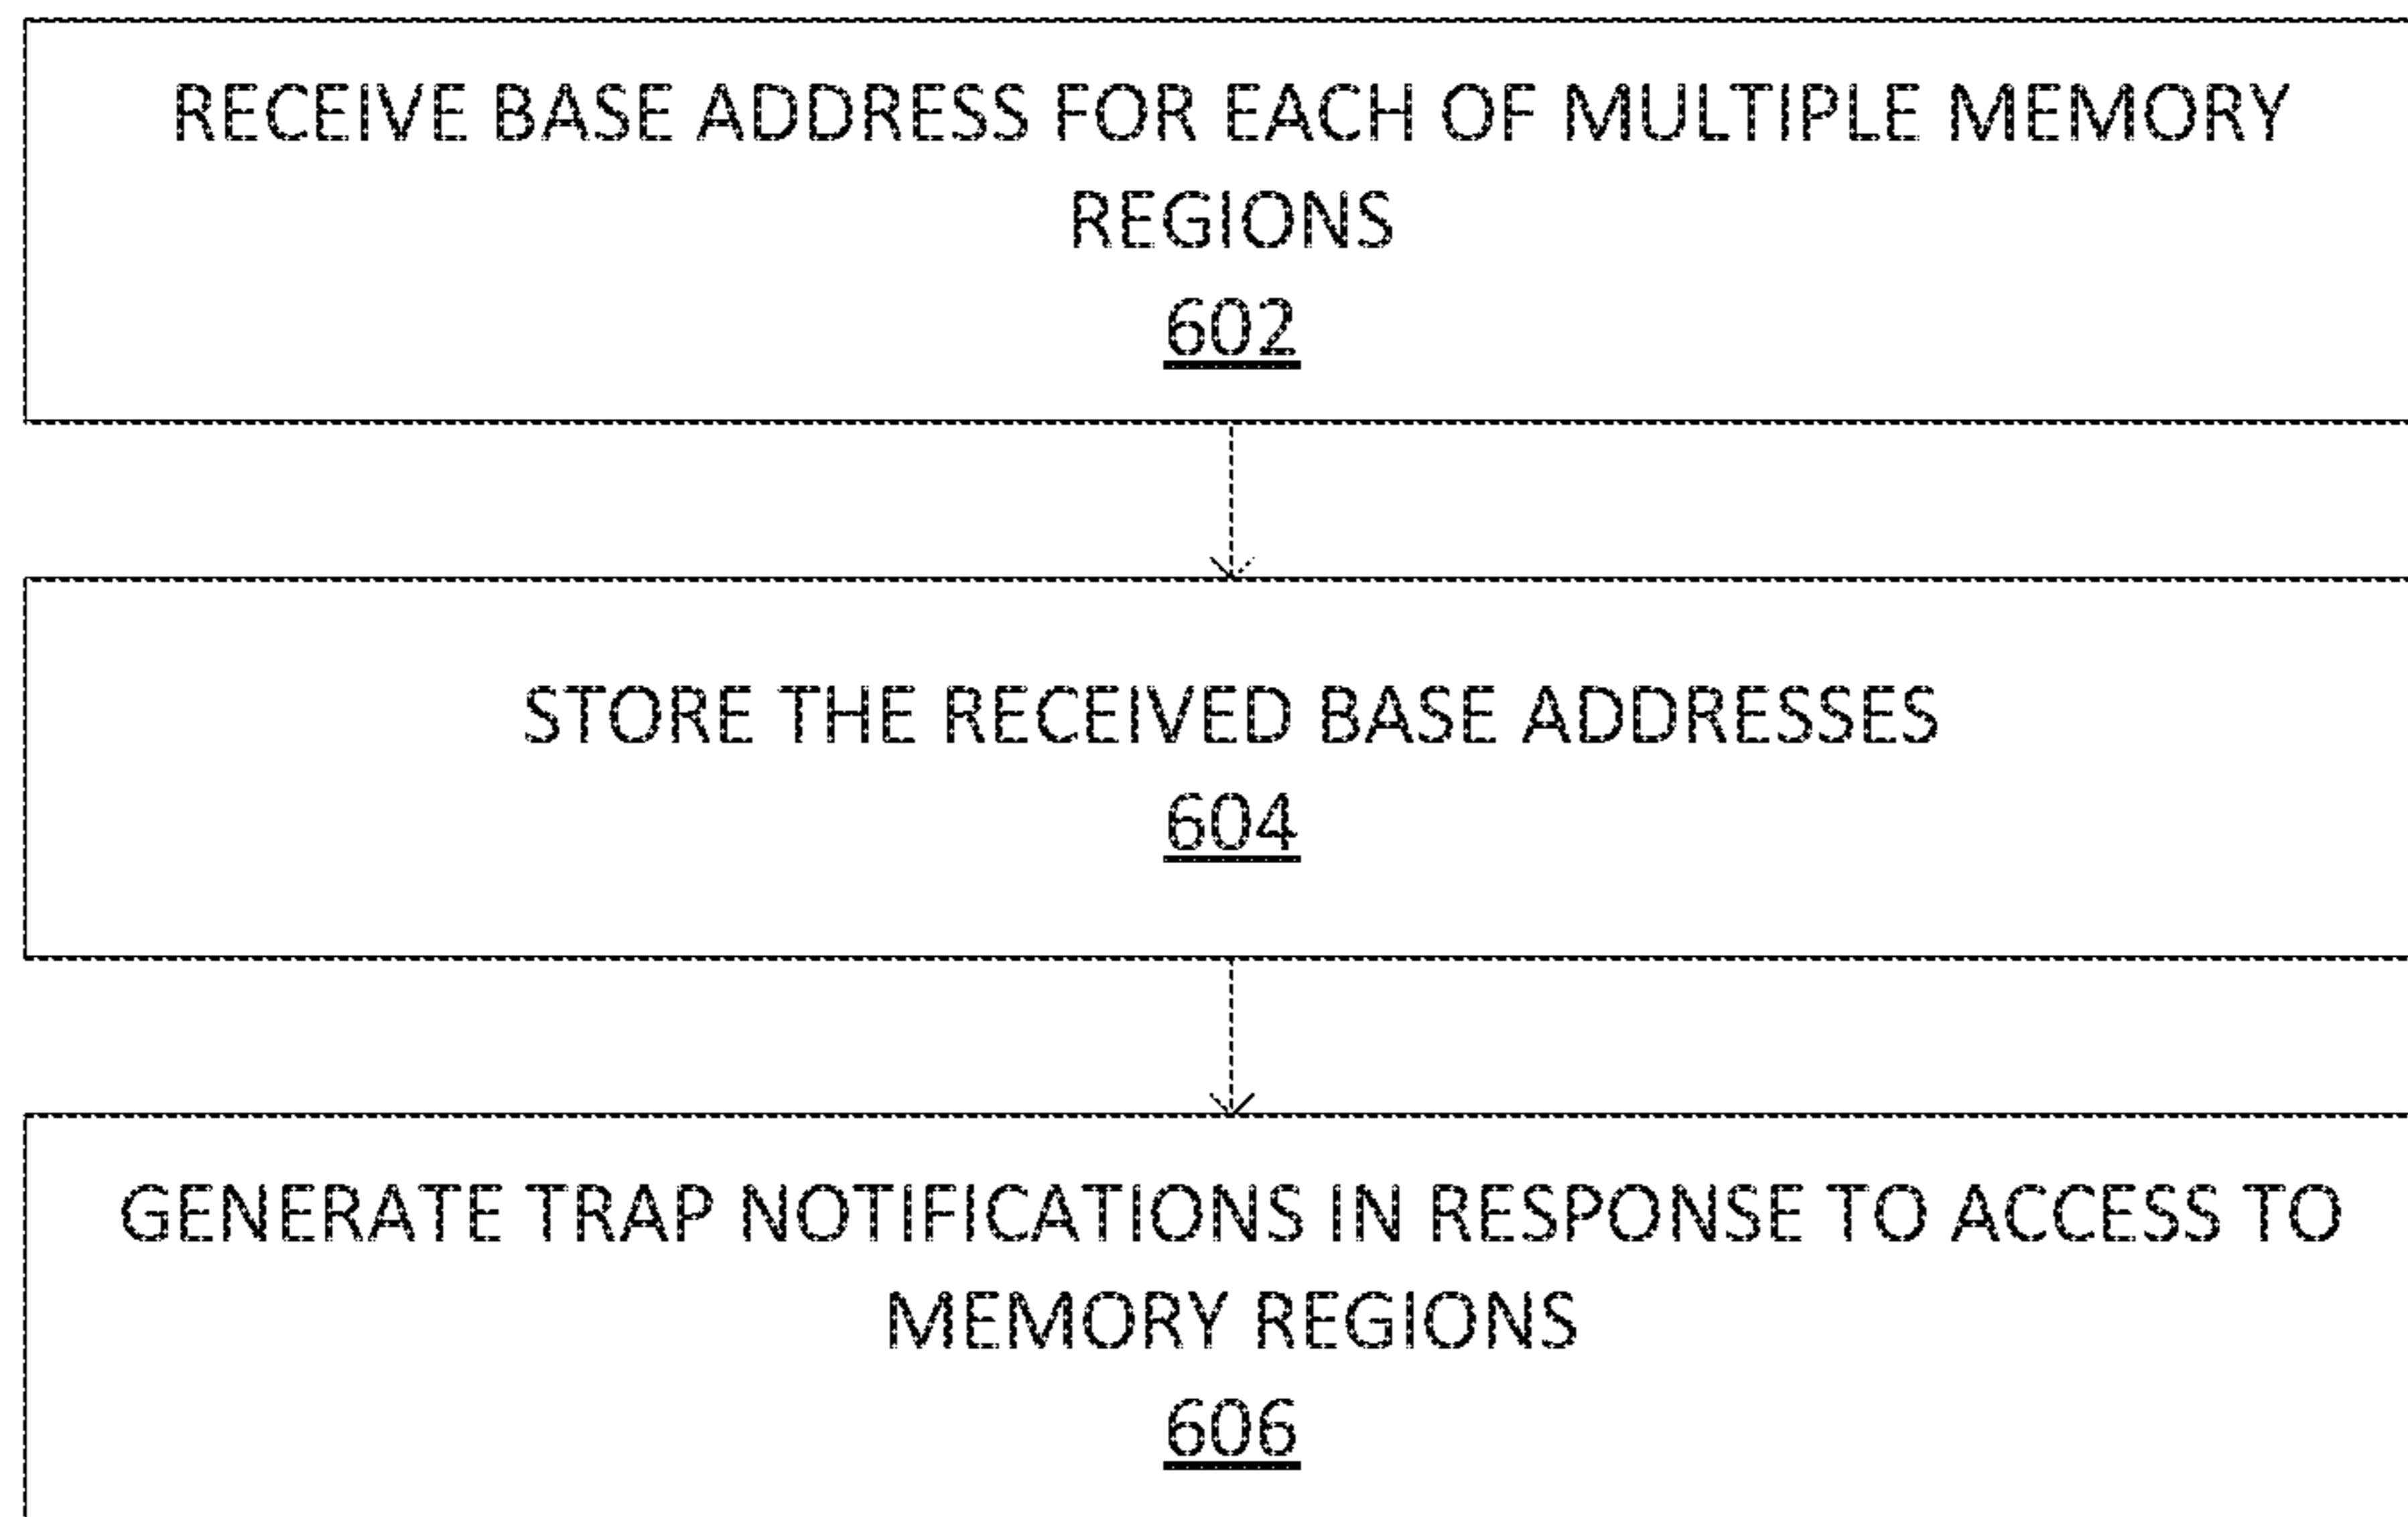 RECEIVE BASE ADDRESS FOR EACH OF MULTIPLE MEMORY
REGIONS
602
STORE THE RECEIVED BASE ADDRESSES
604
GENERATE TRAP NOTIFICATIONS IN RESPONSE TO ACCESS TO
MEMORY REGIONS
606